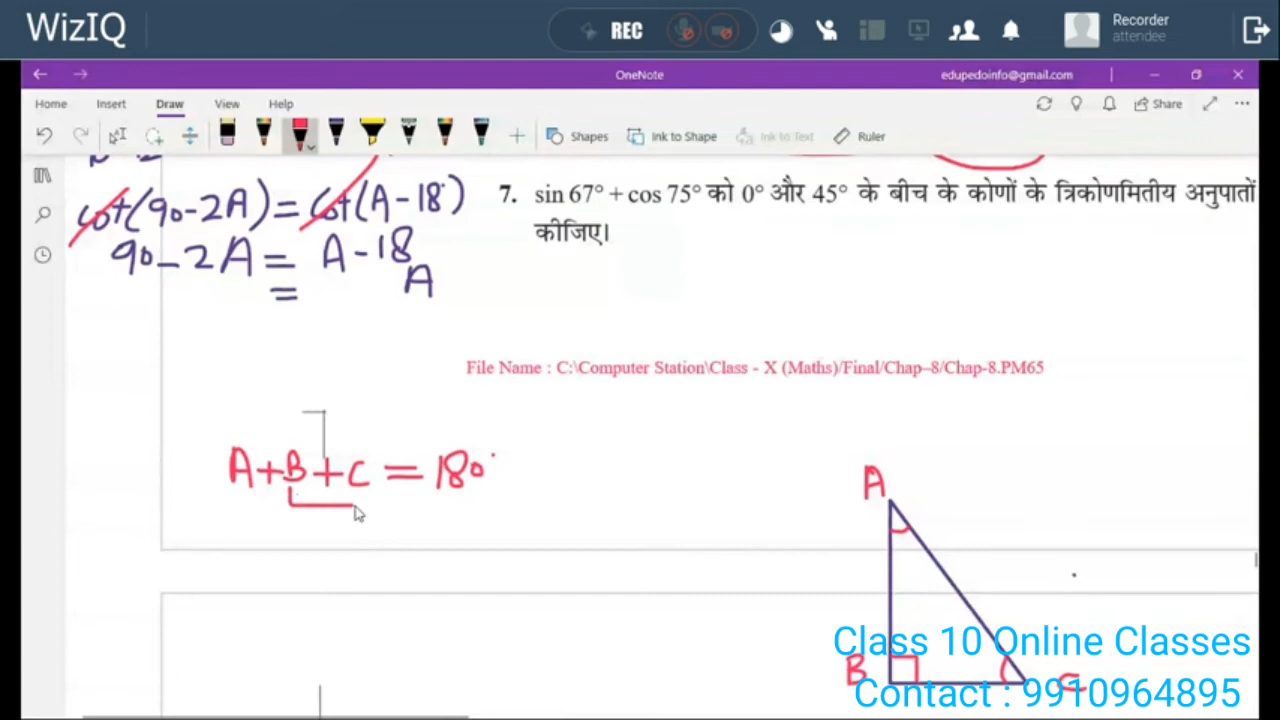 WizIQ
REC
Recorder
attendee
OneNote
edupedoinfo@gmail.com
Home Insert Draw View Help
Share
Shapes Ink to Shape Ink to Text Ruler
cot(90-2A) = cot(A-18°)
90-2A = A-18
= A
7. sin 67° + cos 75° को 0° और 45° के बीच के कोणों के त्रिकोणमितीय अनुपातों
कीजिए।
File Name : C:\Computer Station\Class - X (Maths)/Final/Chap–8/Chap-8.PM65
A+B+C = 180°
A
B
C
Class 10 Online Classes
Contact : 9910964895